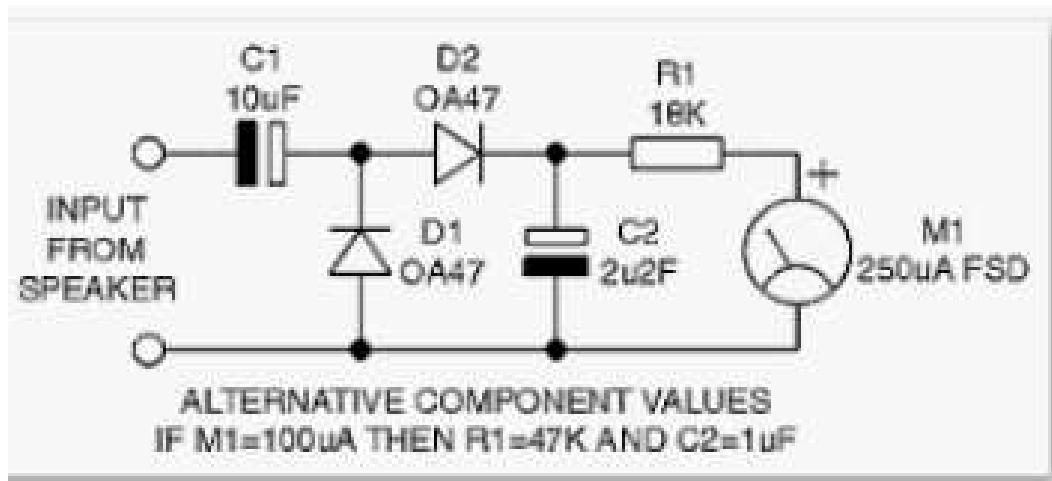 C1
10uF
D2
OA47
R1
18K
+
INPUT
FROM
SPEAKER
D1
OA47
C2
2u2F
M1
250uA FSD
ALTERNATIVE COMPONENT VALUES
IF M1=100uA THEN R1=47K AND C2=1uF